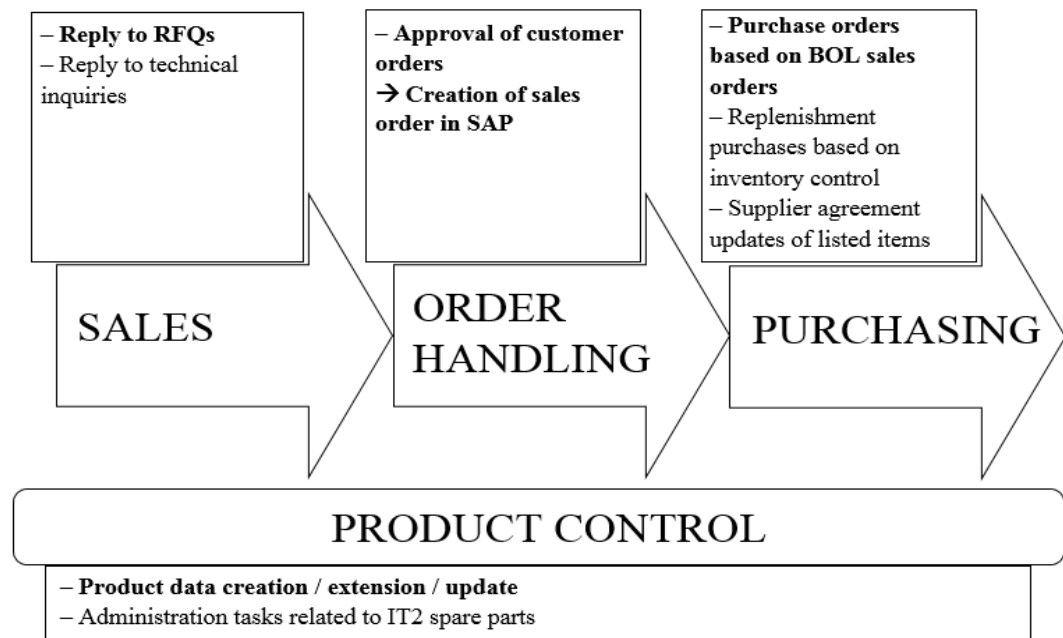 – Reply to RFQs
– Reply to technical
inquiries
– Approval of customer
orders
→ Creation of sales
order in SAP
– Purchase orders
based on BOL sales
orders
– Replenishment
purchases based on
inventory control
– Supplier agreement
updates of listed items
SALES
ORDER
HANDLING
PURCHASING
PRODUCT CONTROL
– Product data creation / extension / update
– Administration tasks related to IT2 spare parts